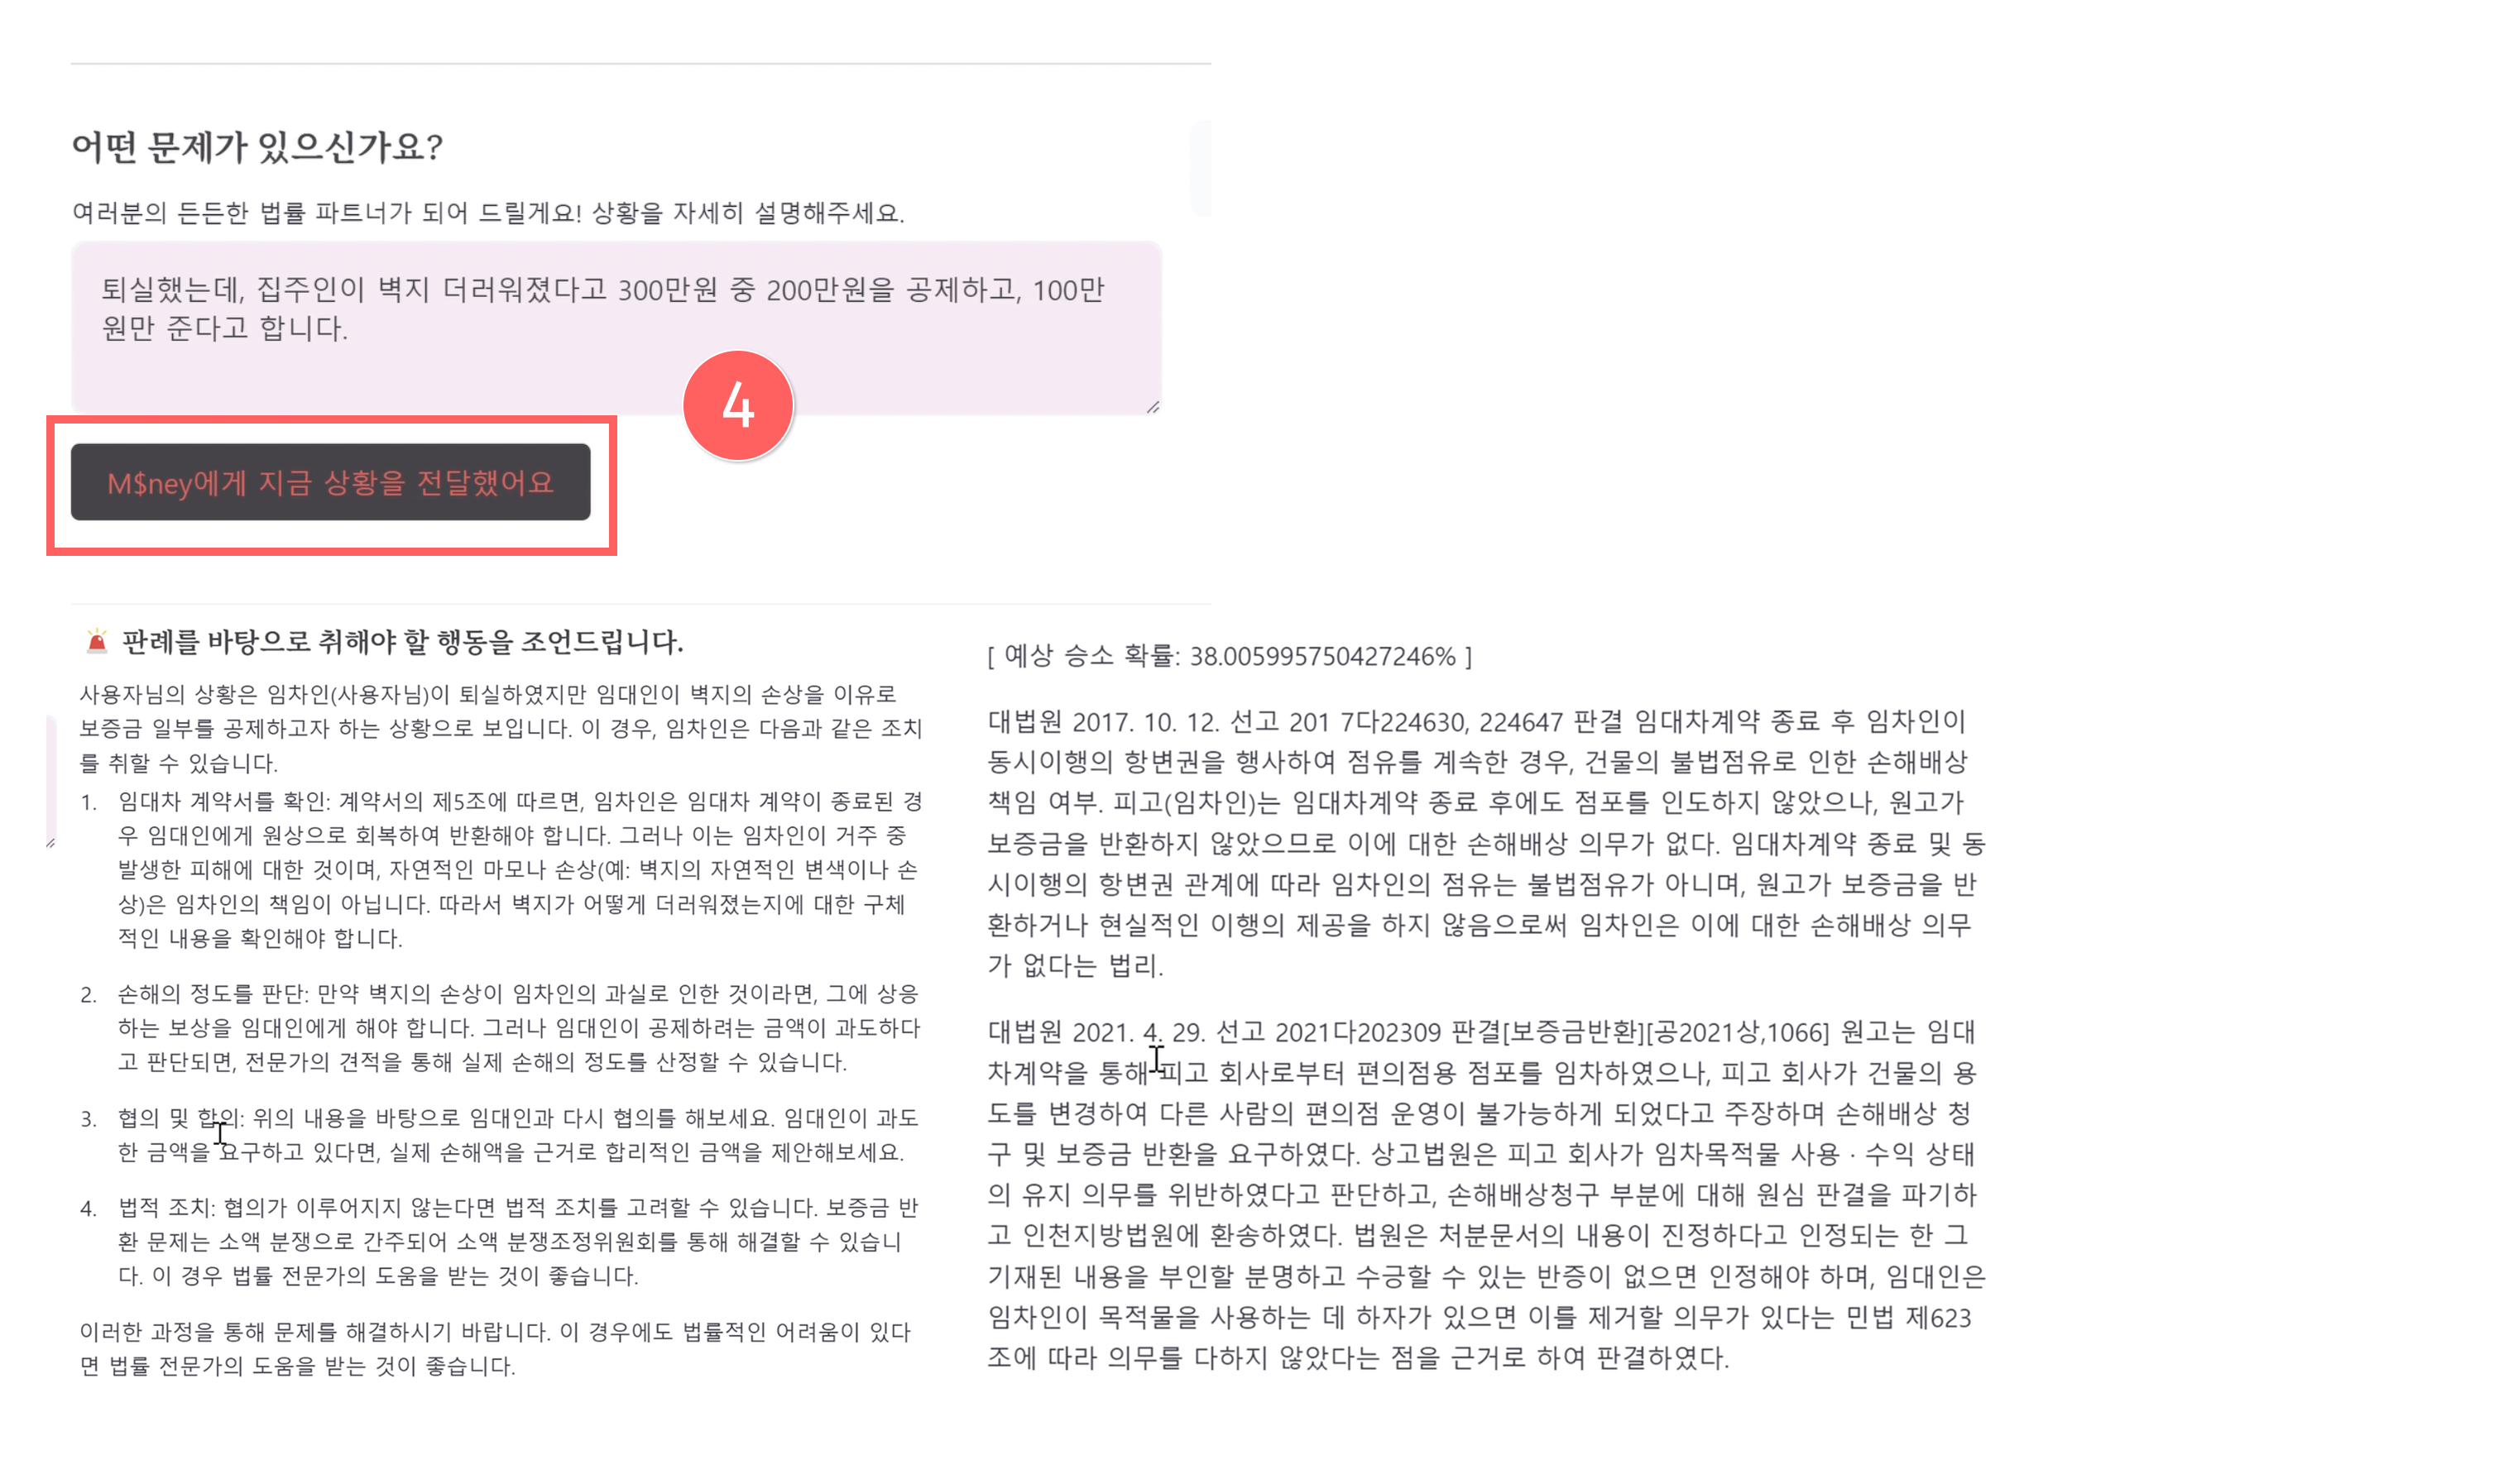 어떤 문제가 있으신가요?
여러분의 든든한 법률 파트너가 되어 드릴게요! 상황을 자세히 설명해주세요.
퇴실했는데, 집주인이 벽지 더러워졌다고 300만원 중 200만원을 공제하고, 100만
원만 준다고 합니다.
4
M$ney에게 지금 상황을 전달했어요
판례를 바탕으로 취해야 할 행동을 조언드립니다.
사용자님의 상황은 임차인(사용자님)이 퇴실하였지만 임대인이 벽지의 손상을 이유로
보증금 일부를 공제하고자 하는 상황으로 보입니다. 이 경우, 임차인은 다음과 같은 조치
를 취할 수 있습니다.
1. 임대차 계약서를 확인: 계약서의 제5조에 따르면, 임차인은 임대차 계약이 종료된 경
우 임대인에게 원상으로 회복하여 반환해야 합니다. 그러나 이는 임차인이 거주 중
발생한 피해에 대한 것이며, 자연적인 마모나 손상(예: 벽지의 자연적인 변색이나 손
상)은 임차인의 책임이 아닙니다. 따라서 벽지가 어떻게 더러워졌는지에 대한 구체
적인 내용을 확인해야 합니다.
2. 손해의 정도를 판단: 만약 벽지의 손상이 임차인의 과실로 인한 것이라면, 그에 상응
하는 보상을 임대인에게 해야 합니다. 그러나 임대인이 공제하려는 금액이 과도하다
고 판단되면, 전문가의 견적을 통해 실제 손해의 정도를 산정할 수 있습니다.
3. 협의 및 합의: 위의 내용을 바탕으로 임대인과 다시 협의를 해보세요. 임대인이 과도
한 금액을 요구하고 있다면, 실제 손해액을 근거로 합리적인 금액을 제안해보세요.
4. 법적 조치: 협의가 이루어지지 않는다면 법적 조치를 고려할 수 있습니다. 보증금 반
환 문제는 소액 분쟁으로 간주되어 소액 분쟁조정위원회를 통해 해결할 수 있습니
다. 이 경우 법률 전문가의 도움을 받는 것이 좋습니다.
이러한 과정을 통해 문제를 해결하시기 바랍니다. 이 경우에도 법률적인 어려움이 있다
면 법률 전문가의 도움을 받는 것이 좋습니다.
[ 예상 승소 확률: 38.005995750427246% ]
대법원 2017. 10. 12. 선고 201 7다224630, 224647 판결 임대차계약 종료 후 임차인이
동시이행의 항변권을 행사하여 점유를 계속한 경우, 건물의 불법점유로 인한 손해배상
책임 여부. 피고(임차인)는 임대차계약 종료 후에도 점포를 인도하지 않았으나, 원고가
보증금을 반환하지 않았으므로 이에 대한 손해배상 의무가 없다. 임대차계약 종료 및 동
시이행의 항변권 관계에 따라 임차인의 점유는 불법점유가 아니며, 원고가 보증금을 반
환하거나 현실적인 이행의 제공을 하지 않음으로써 임차인은 이에 대한 손해배상 의무
가 없다는 법리.
대법원 2021. 4. 29. 선고 2021다202309 판결[보증금반환][공2021상,1066] 원고는 임대
차계약을 통해 피고 회사로부터 편의점용 점포를 임차하였으나, 피고 회사가 건물의 용
도를 변경하여 다른 사람의 편의점 운영이 불가능하게 되었다고 주장하며 손해배상 청
구 및 보증금 반환을 요구하였다. 상고법원은 피고 회사가 임차목적물 사용 · 수익 상태
의 유지 의무를 위반하였다고 판단하고, 손해배상청구 부분에 대해 원심 판결을 파기하
고 인천지방법원에 환송하였다. 법원은 처분문서의 내용이 진정하다고 인정되는 한 그
기재된 내용을 부인할 분명하고 수긍할 수 있는 반증이 없으면 인정해야 하며, 임대인은
임차인이 목적물을 사용하는 데 하자가 있으면 이를 제거할 의무가 있다는 민법 제623
조에 따라 의무를 다하지 않았다는 점을 근거로 하여 판결하였다.